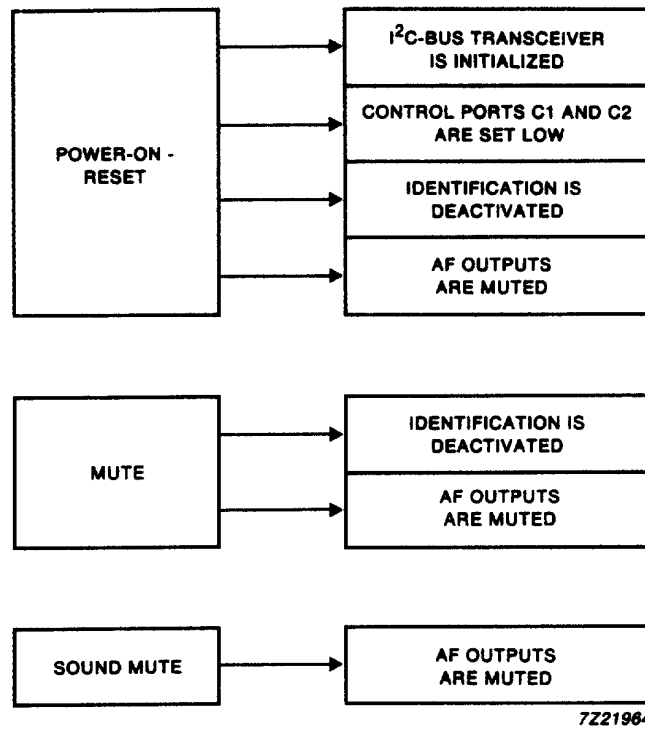 POWER-ON -
RESET
I²C-BUS TRANSCEIVER
IS INITIALIZED
CONTROL PORTS C1 AND C2
ARE SET LOW
IDENTIFICATION IS
DEACTIVATED
AF OUTPUTS
ARE MUTED
MUTE
IDENTIFICATION IS
DEACTIVATED
AF OUTPUTS
ARE MUTED
SOUND MUTE
AF OUTPUTS
ARE MUTED
7Z21964